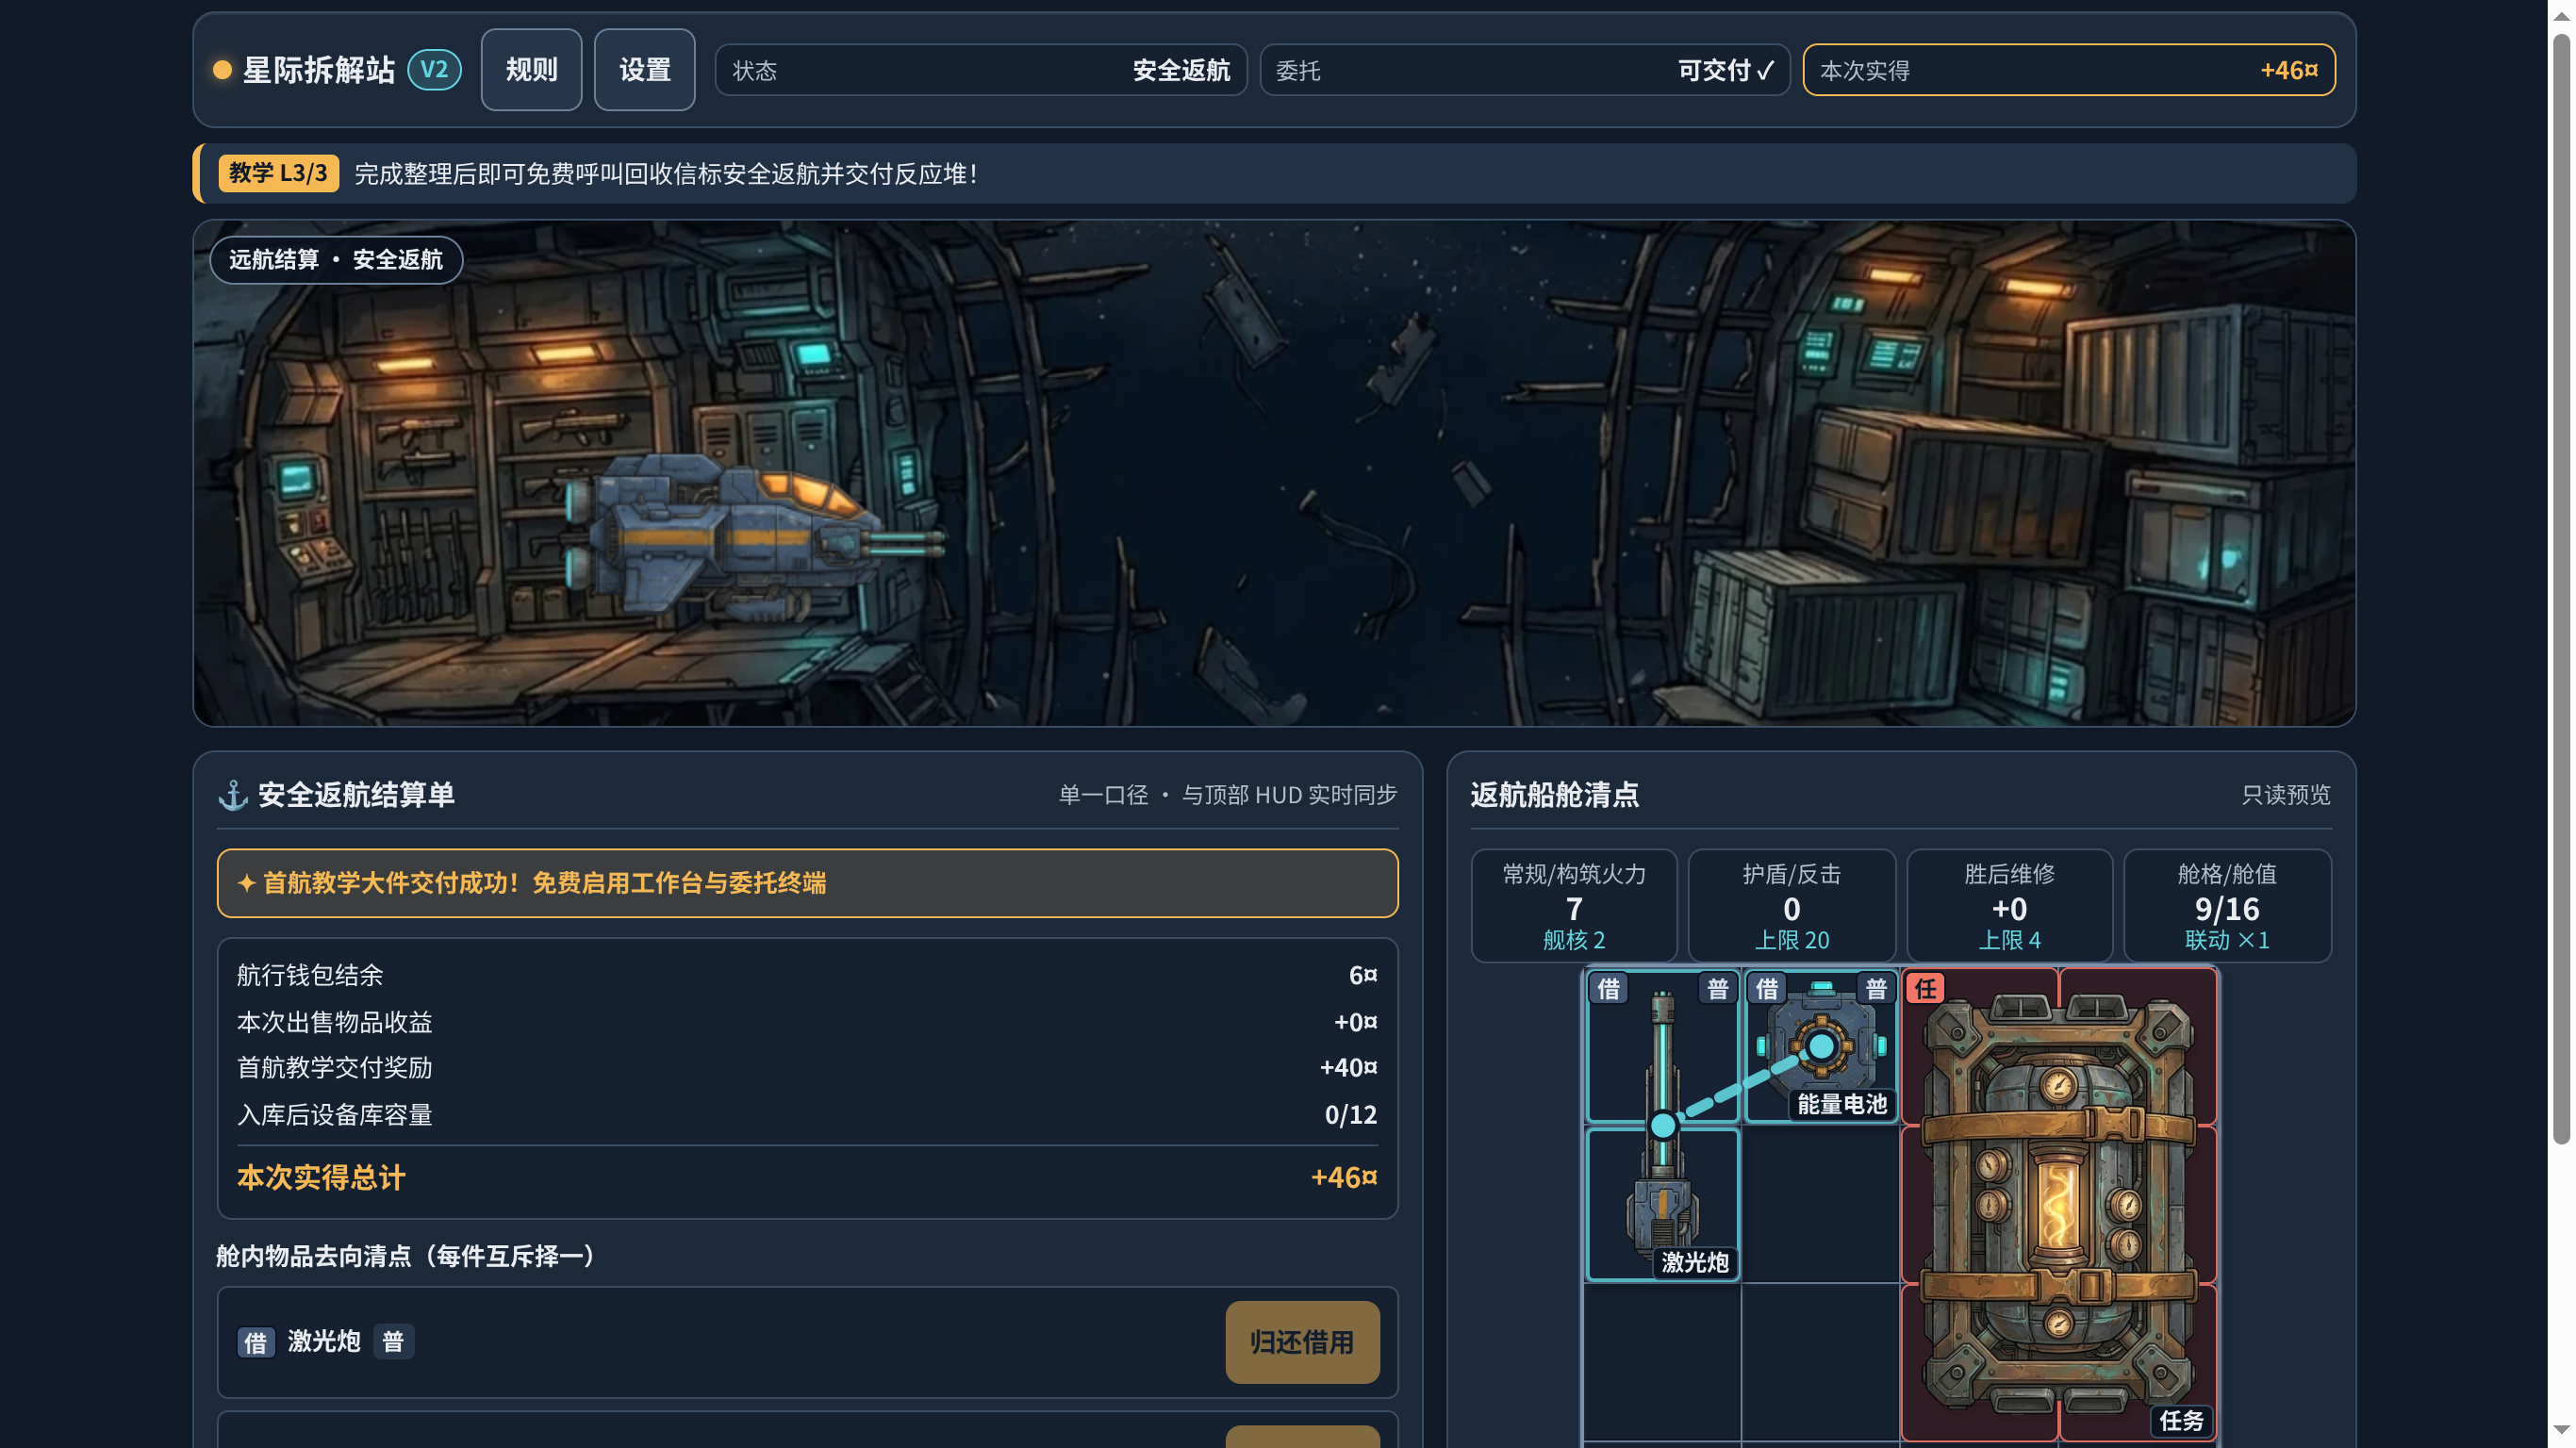 星际拆解站 V2 规则 设置 状态 安全返航 委托 可交付✓ 本次实得 +46¤
教学 L3/3 完成整理后即可免费呼叫回收信标安全返航并交付反应堆！
远航结算 · 安全返航
⚓ 安全返航结算单 单一口径 · 与顶部 HUD 实时同步
✦ 首航教学大件交付成功！免费启用工作台与委托终端
航行钱包结余 6¤
本次出售物品收益 +0¤
首航教学交付奖励 +40¤
入库后设备库容量 0/12
本次实得总计 +46¤
舱内物品去向清点（每件互斥择一）
借 激光炮 普 归还借用
返航船舱清点 只读预览
常规/构筑火力 护盾/反击 胜后维修 舱格/舱值
7 0 +0 9/16
舰核 2 上限 20 上限 4 联动 ×1
借 普 借 普 任
能量电池
激光炮
任务